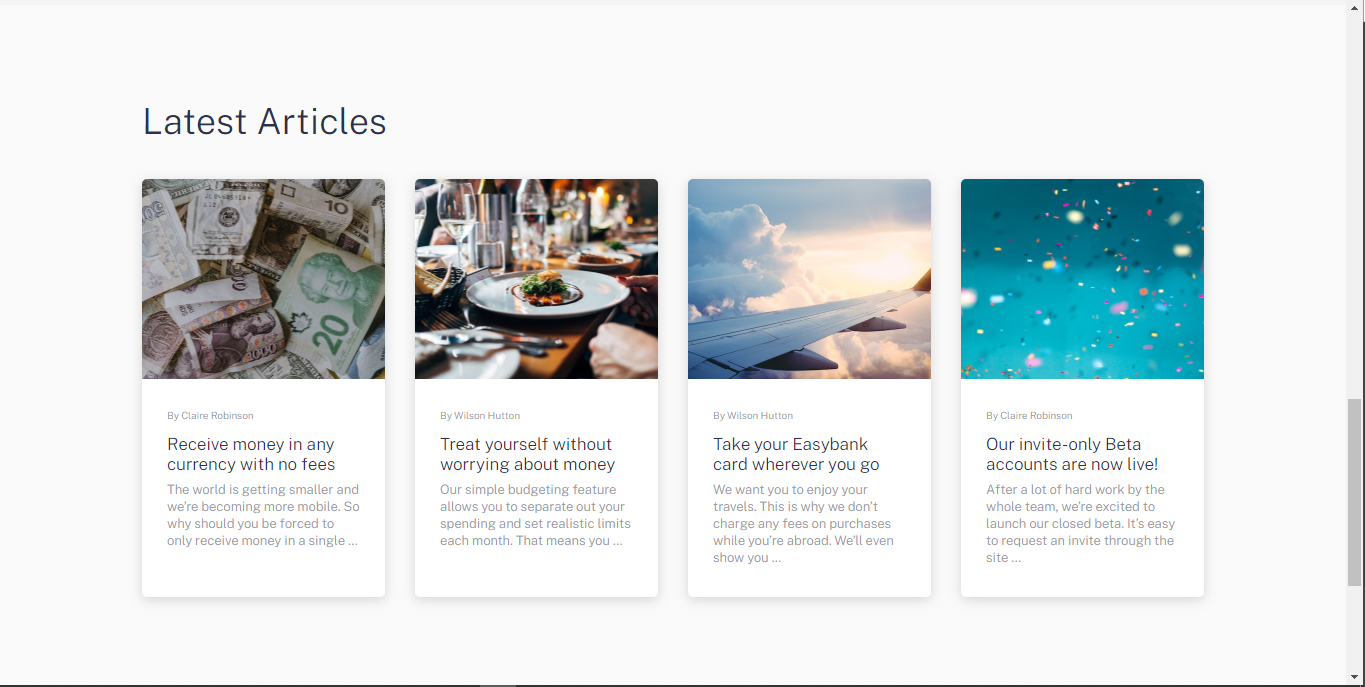 Latest Articles
By Claire Robinson
Receive money in any
currency with no fees
The world is getting smaller and
we're becoming more mobile. So
why should you be forced to
only receive money in a single ...
By Wilson Hutton
Treat yourself without
worrying about money
Our simple budgeting feature
allows you to separate out your
spending and set realistic limits
each month. That means you ...
By Wilson Hutton
Take your Easybank
card wherever you go
We want you to enjoy your
travels. This is why we don't
charge any fees on purchases
while you're abroad. We'll even
show you ...
By Claire Robinson
Our invite-only Beta
accounts are now live!
After a lot of hard work by the
whole team, we're excited to
launch our closed beta. It's easy
to request an invite through the
site ...
10
20
1000